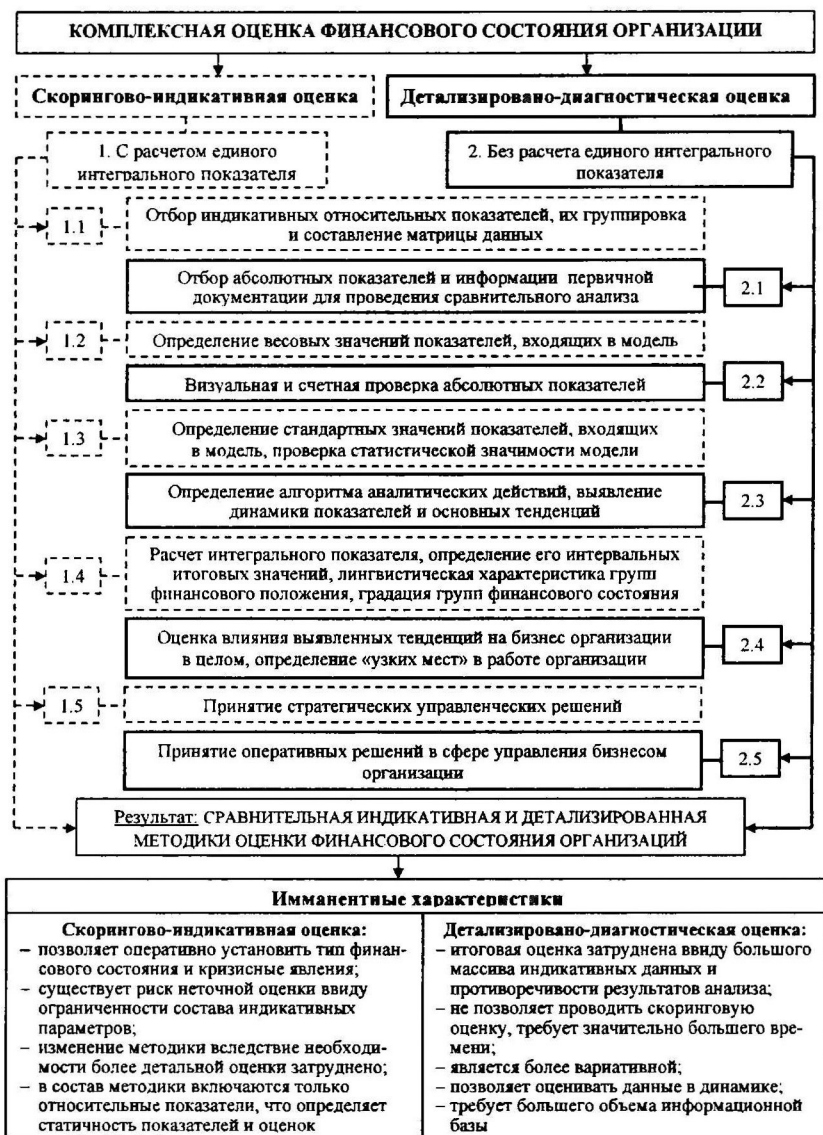 КОМПЛЕКСНАЯ ОЦЕНКА ФИНАНСОВОГО СОСТОЯНИЯ ОРГАНИЗАЦИИ
Скорингово-индикативная оценка
Детализировано-диагностическая оценка
1. С расчетом единого
интегрального показателя
2. Без расчета единого интегрального
показателя
1.1
Отбор индикативных относительных показателей, их группировка
и составление матрицы данных
Отбор абсолютных показателей и информации первичной
документации для проведения сравнительного анализа
2.1
1.2
Определение весовых значений показателей, входящих в модель
Визуальная и счетная проверка абсолютных показателей
2.2
1.3
Определение стандартных значений показателей, входящих
в модель, проверка статистической значимости модели
Определение алгоритма аналитических действий, выявление
динамики показателей и основных тенденций
2.3
1.4
Расчет интегрального показателя, определение его интервальных
итоговых значений, лингвистическая характеристика групп
финансового положения, градация групп финансового состояния
Оценка влияния выявленных тенденций на бизнес организации
в целом, определение «узких мест» в работе организации
2.4
1.5
Принятие стратегических управленческих решений
Принятие оперативных решений в сфере управления бизнесом
организации
2.5
Результат: СРАВНИТЕЛЬНАЯ ИНДИКАТИВНАЯ И ДЕТАЛИЗИРОВАННАЯ
МЕТОДИКИ ОЦЕНКИ ФИНАНСОВОГО СОСТОЯНИЯ ОРГАНИЗАЦИЙ
Имманентные характеристики
Скорингово-индикативная оценка:
– позволяет оперативно установить тип финан-
сового состояния и кризисные явления;
– существует риск неточной оценки ввиду
ограниченности состава индикативных
параметров;
– изменение методики вследствие необходи-
мости более детальной оценки затруднено;
– в состав методики включаются только
относительные показатели, что определяет
статичность показателей и оценок
Детализировано-диагностическая оценка:
– итоговая оценка затруднена ввиду большого
массива индикативных данных и
противоречивости результатов анализа;
– не позволяет проводить скоринговую
оценку, требует значительно большего вре-
мени;
– является более вариативной;
– позволяет оценивать данные в динамике;
– требует большего объема информационной
базы